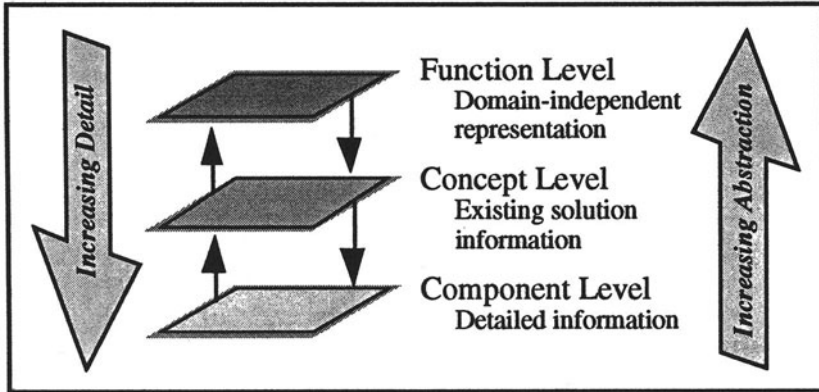 Increasing Detail
Function Level
Domain-independent
representation
Concept Level
Existing solution
information
Component Level
Detailed information
Increasing Abstraction